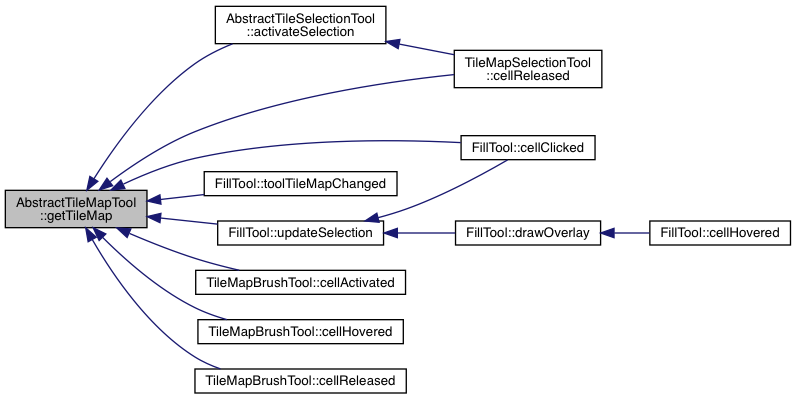 AbstractTileSelectionTool
::activateSelection
TileMapSelectionTool
::cellReleased
FillTool::cellClicked
FillTool::toolTileMapChanged
AbstractTileMapTool
::getTileMap
FillTool::updateSelection
FillTool::drawOverlay
FillTool::cellHovered
TileMapBrushTool::cellActivated
TileMapBrushTool::cellHovered
TileMapBrushTool::cellReleased